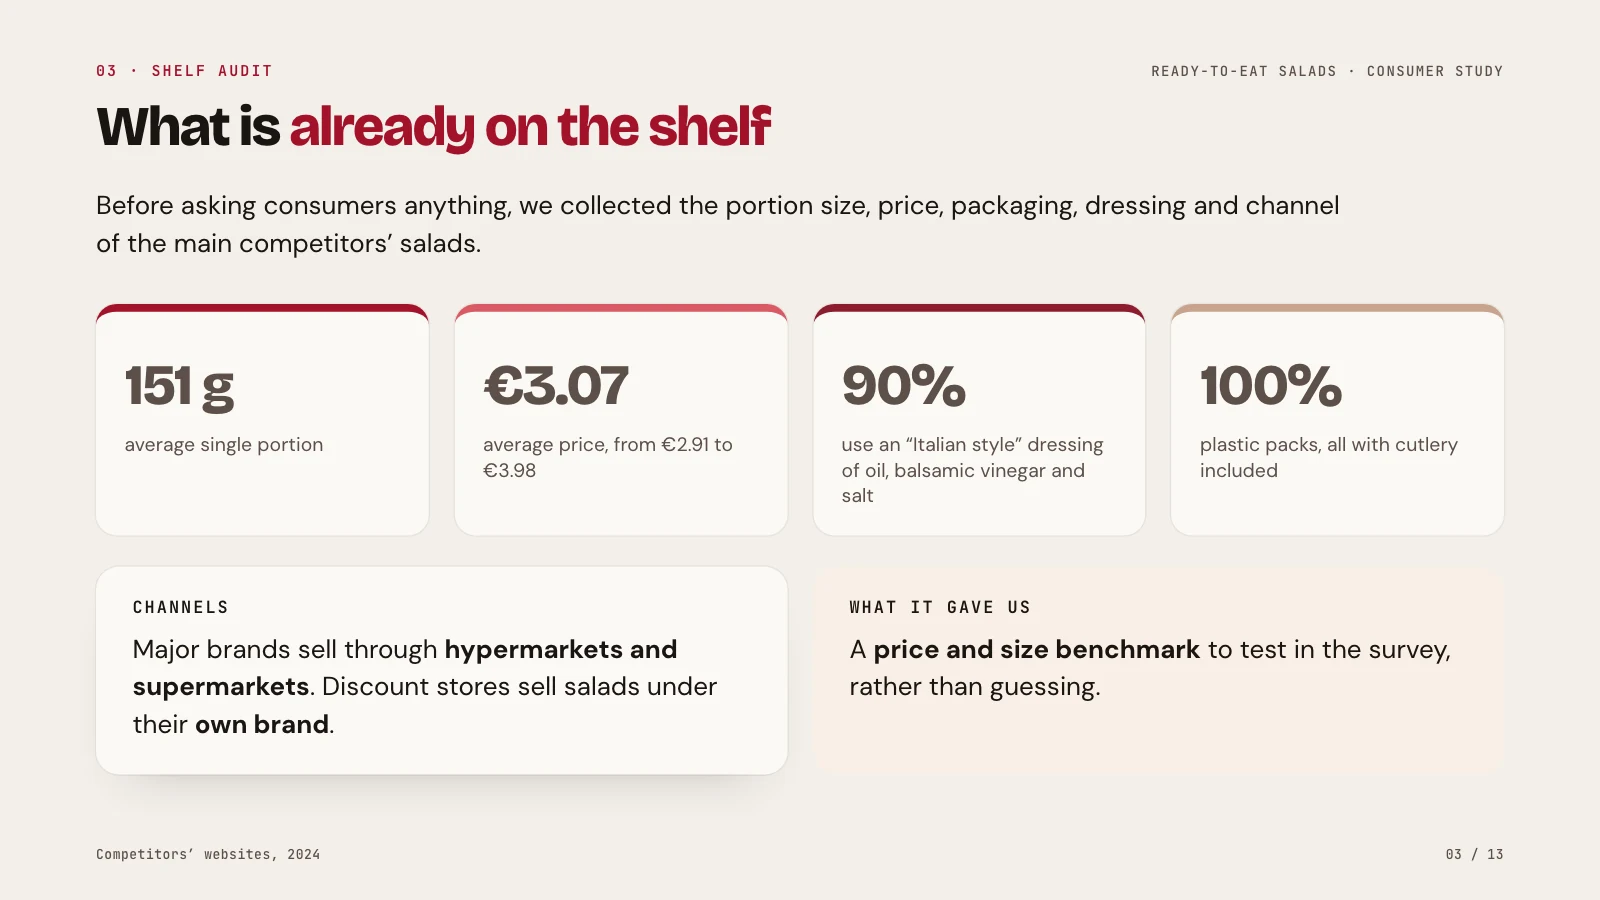 03 · SHELF AUDIT
READY-TO-EAT SALADS · CONSUMER STUDY
What is already on the shelf
Before asking consumers anything, we collected the portion size, price, packaging, dressing and channel
of the main competitors’ salads.
151 g
average single portion
€3.07
average price, from €2.91 to
€3.98
90%
use an “Italian style” dressing
of oil, balsamic vinegar and
salt
100%
plastic packs, all with cutlery
included
CHANNELS
Major brands sell through hypermarkets and
supermarkets. Discount stores sell salads under
their own brand.
WHAT IT GAVE US
A price and size benchmark to test in the survey,
rather than guessing.
Competitors’ websites, 2024
03 / 13